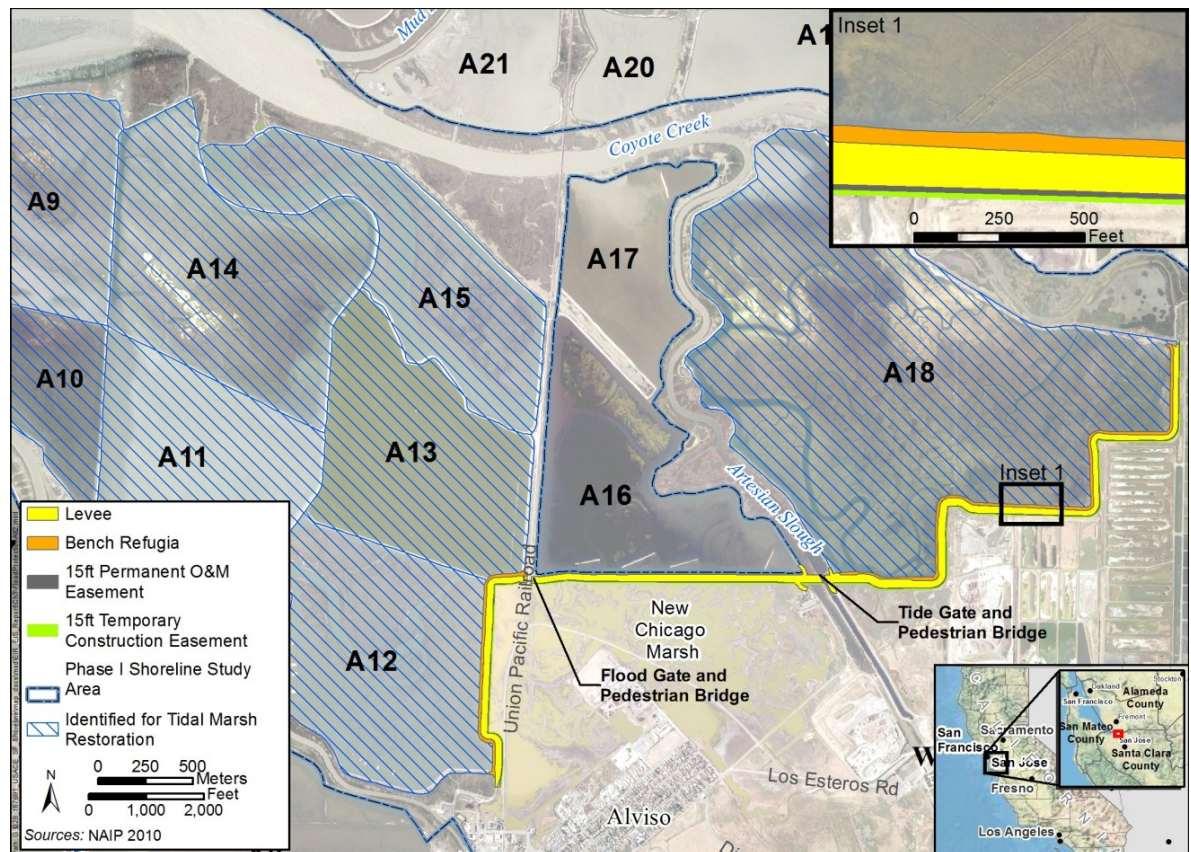 Mud
A21
A20
A1
Coyote Creek
A9
A14
A15
A17
A18
A10
A11
A13
A16
A12
Artesian Slough
Inset 1
Union Pacific Railroad
New
Chicago
Marsh
Tide Gate and
Pedestrian Bridge
Flood Gate and
Pedestrian Bridge
Los Esteros Rd
Alviso
W
Inset 1
0 250 500
Feet
Levee
Bench Refugia
15ft Permanent O&M
Easement
15ft Temporary
Construction Easement
Phase I Shoreline Study
Area
Identified for Tidal Marsh
Restoration
N
0 250 500
Meters
Feet
0 1,000 2,000
Sources: NAIP 2010
Sacramento
San
Francisco
San Jose
Fresno
Los Angeles
Stockton
Oakland
San Francisco
Alameda
County
Fremont
San Mateo
County
San Jose
Santa Clara
County